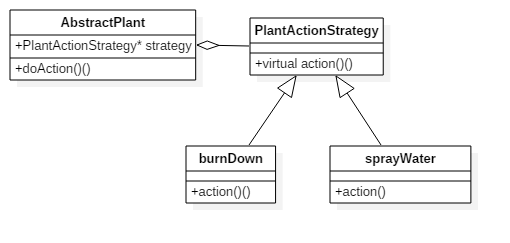 AbstractPlant
+PlantActionStrategy* strategy
+doAction()()
PlantActionStrategy
+virtual action()()
burnDown
+action()()
sprayWater
+action()